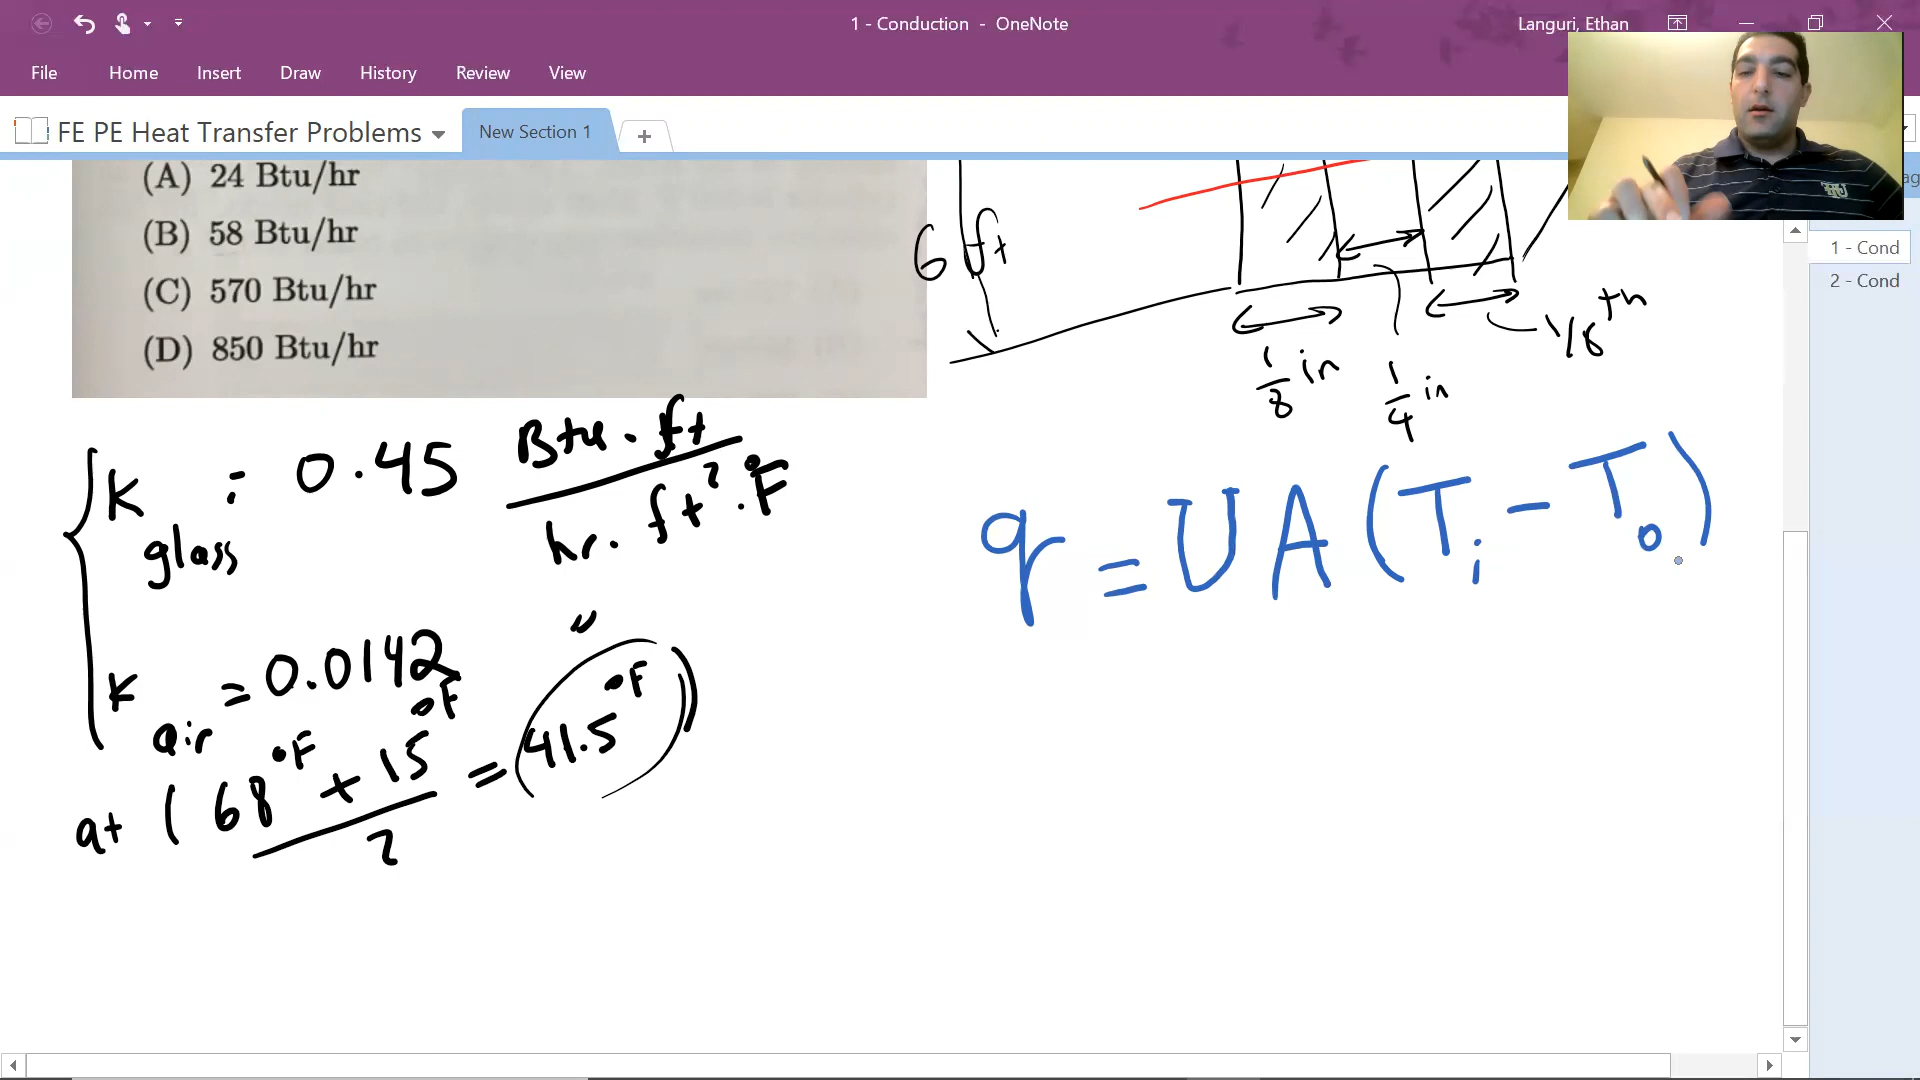 1 - Conduction - OneNote
Languri, Ethan
File Home Insert Draw History Review View
FE PE Heat Transfer Problems
New Section 1
+
(A) 24 Btu/hr
(B) 58 Btu/hr
(C) 570 Btu/hr
(D) 850 Btu/hr
1 - Cond
2 - Cond
6 ft
1/8 in
1/4 in
1/8 th
K glass : 0.45 Btu · ft / hr · ft² · °F
K air = 0.0142 "
at (68 °F + 15 °F / 2 = 41.5 °F)
q = UA (Ti - To)